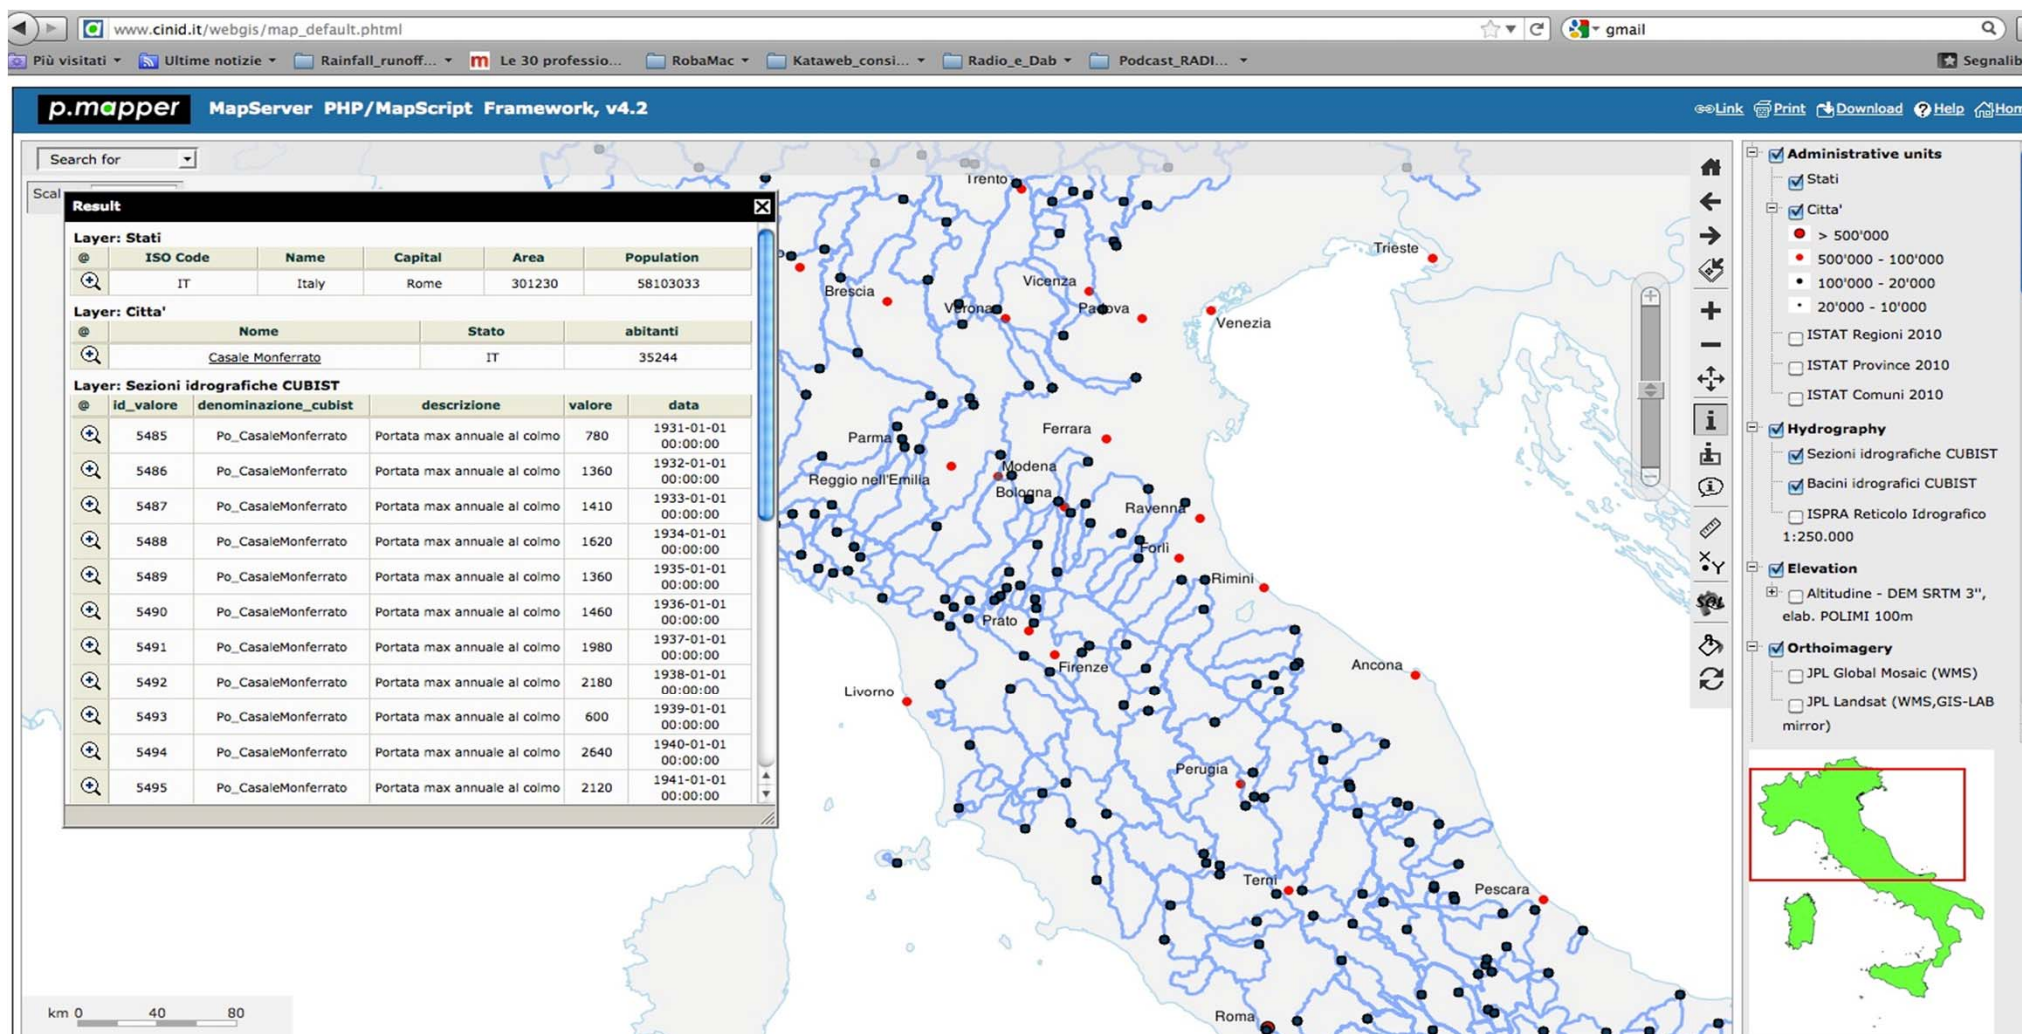 www.cinid.it/webgis/map_default.phtml
gmail
Più visitati
Ultime notizie
Rainfall_runoff...
m Le 30 professio...
RobaMac
Kataweb_consi...
Radio_e_Dab
Podcast_RADI...
Segnalib
p.mapper
MapServer PHP/MapScript Framework, v4.2
Link Print Download Help Hom
Search for
Scal
Result
Layer: Stati
@ ISO Code Name Capital Area Population
IT Italy Rome 301230 58103033
Layer: Citta'
@ Nome Stato abitanti
Casale Monferrato IT 35244
Layer: Sezioni idrografiche CUBIST
@ id_valore denominazione_cubist descrizione valore data
5485 Po_CasaleMonferrato Portata max annuale al colmo 780 1931-01-01 00:00:00
5486 Po_CasaleMonferrato Portata max annuale al colmo 1360 1932-01-01 00:00:00
5487 Po_CasaleMonferrato Portata max annuale al colmo 1410 1933-01-01 00:00:00
5488 Po_CasaleMonferrato Portata max annuale al colmo 1620 1934-01-01 00:00:00
5489 Po_CasaleMonferrato Portata max annuale al colmo 1360 1935-01-01 00:00:00
5490 Po_CasaleMonferrato Portata max annuale al colmo 1460 1936-01-01 00:00:00
5491 Po_CasaleMonferrato Portata max annuale al colmo 1980 1937-01-01 00:00:00
5492 Po_CasaleMonferrato Portata max annuale al colmo 2180 1938-01-01 00:00:00
5493 Po_CasaleMonferrato Portata max annuale al colmo 600 1939-01-01 00:00:00
5494 Po_CasaleMonferrato Portata max annuale al colmo 2640 1940-01-01 00:00:00
5495 Po_CasaleMonferrato Portata max annuale al colmo 2120 1941-01-01 00:00:00
km 0 40 80
Trento
Trieste
Brescia
Vicenza
Verona
Padova
Venezia
Parma
Ferrara
Reggio nell'Emilia
Modena
Bologna
Ravenna
Forlì
Rimini
Prato
Firenze
Livorno
Ancona
Perugia
Terni
Pescara
Roma
i
SQL
Administrative units
Stati
Citta'
> 500'000
500'000 - 100'000
100'000 - 20'000
20'000 - 10'000
ISTAT Regioni 2010
ISTAT Province 2010
ISTAT Comuni 2010
Hydrography
Sezioni idrografiche CUBIST
Bacini idrografici CUBIST
ISPRA Reticolo Idrografico
1:250.000
Elevation
Altitudine - DEM SRTM 3'',
elab. POLIMI 100m
Orthoimagery
JPL Global Mosaic (WMS)
JPL Landsat (WMS,GIS-LAB
mirror)